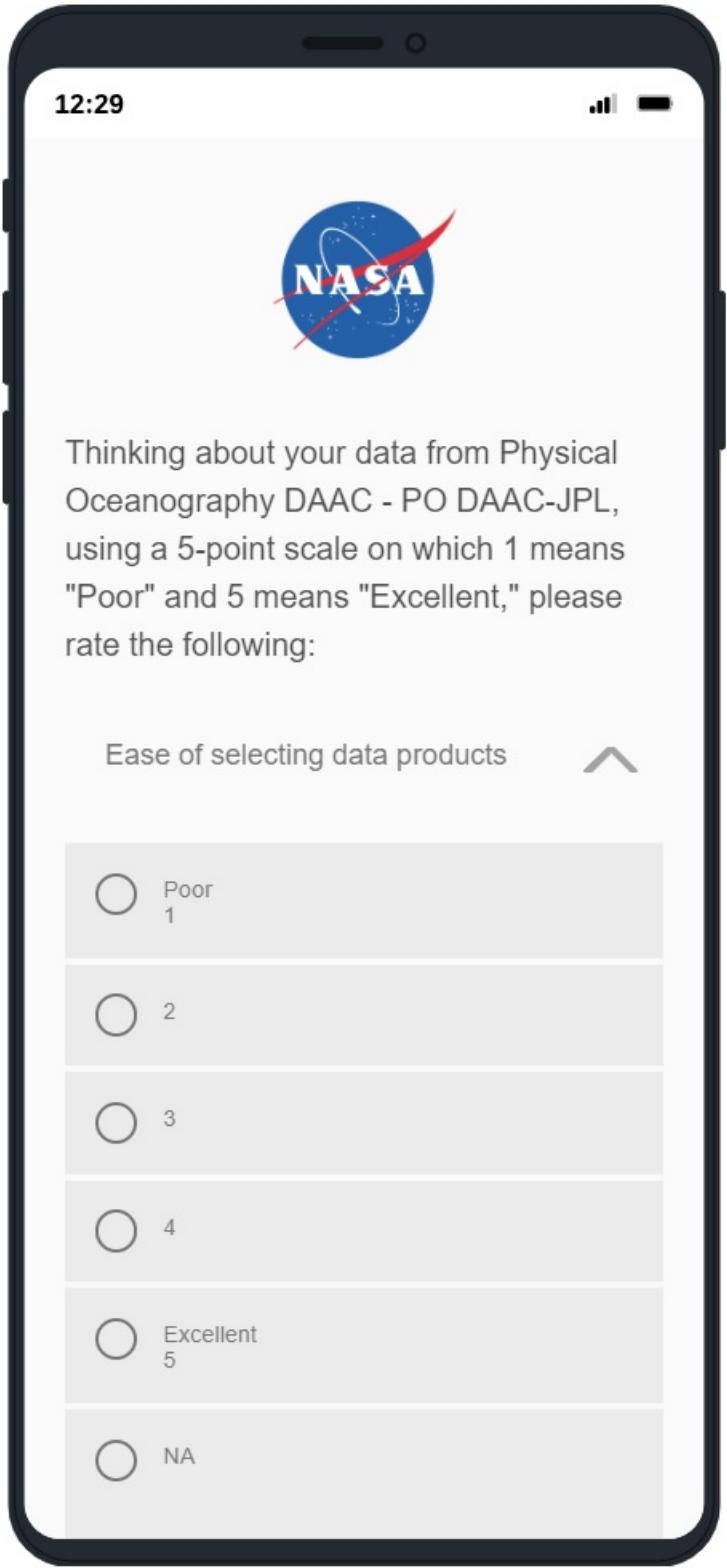 12:29
NASA
Thinking about your data from Physical
Oceanography DAAC - PO DAAC-JPL,
using a 5-point scale on which 1 means
"Poor" and 5 means "Excellent," please
rate the following:
Ease of selecting data products
Poor
1
2
3
4
Excellent
5
NA